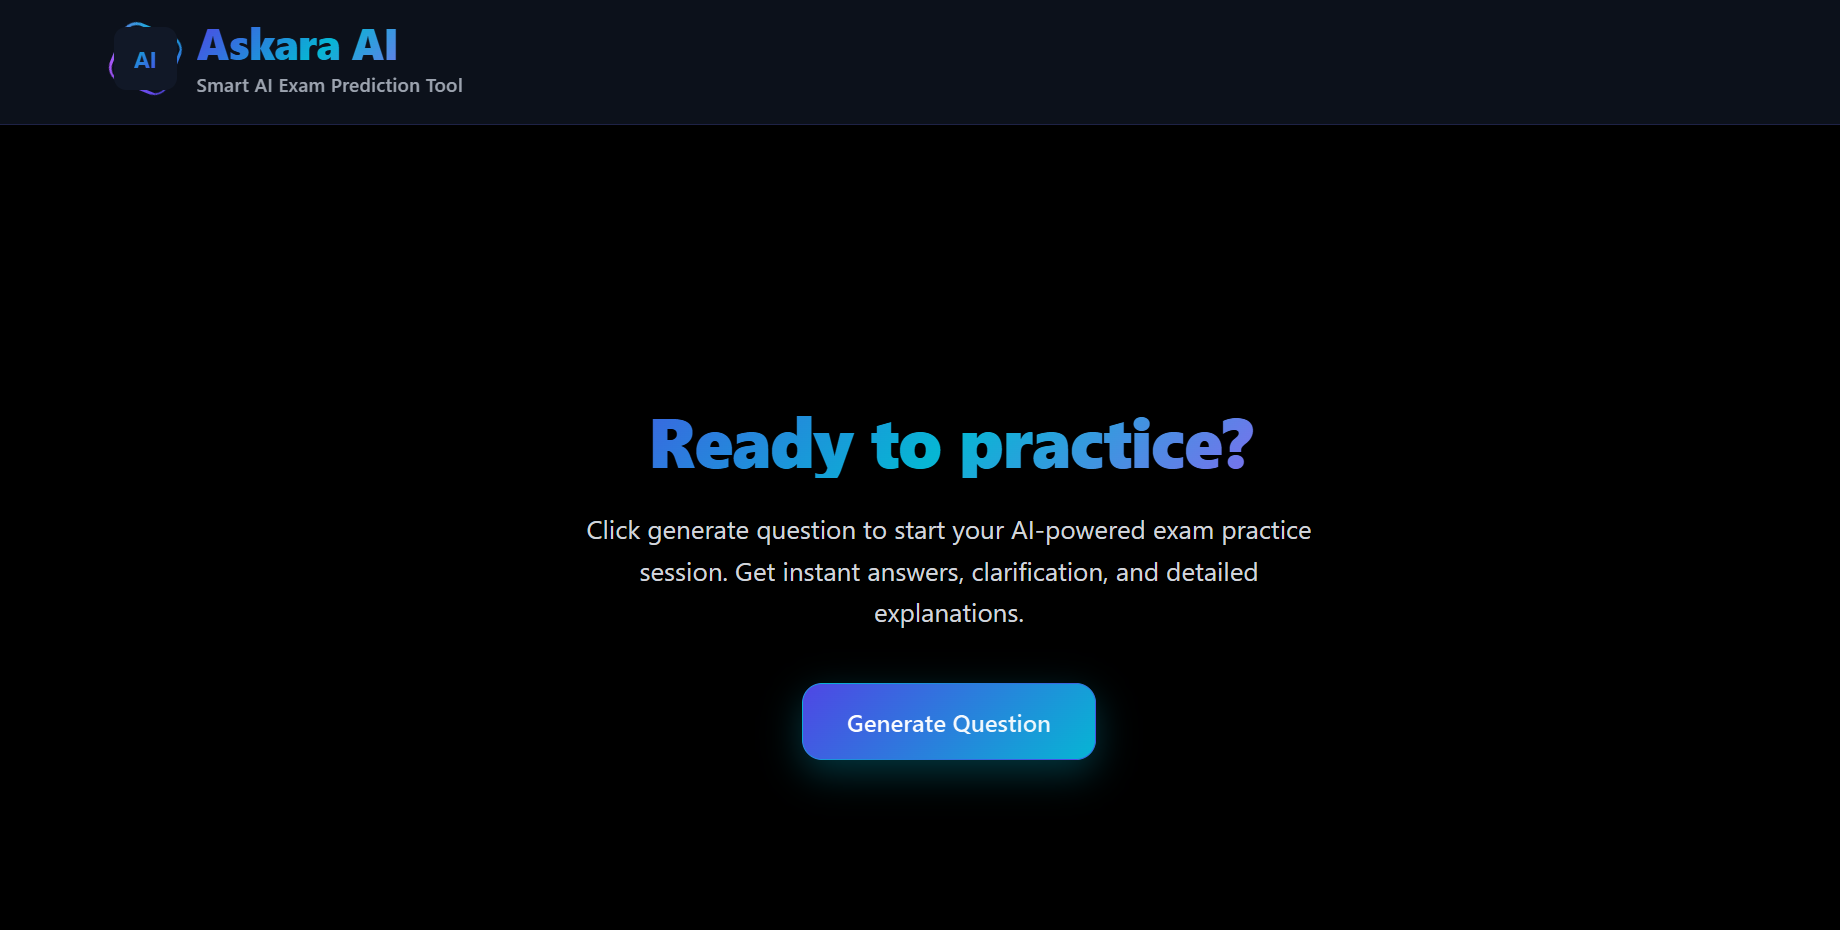 AI
Askara AI
Smart AI Exam Prediction Tool
Ready to practice?
Click generate question to start your AI-powered exam practice
session. Get instant answers, clarification, and detailed
explanations.
Generate Question